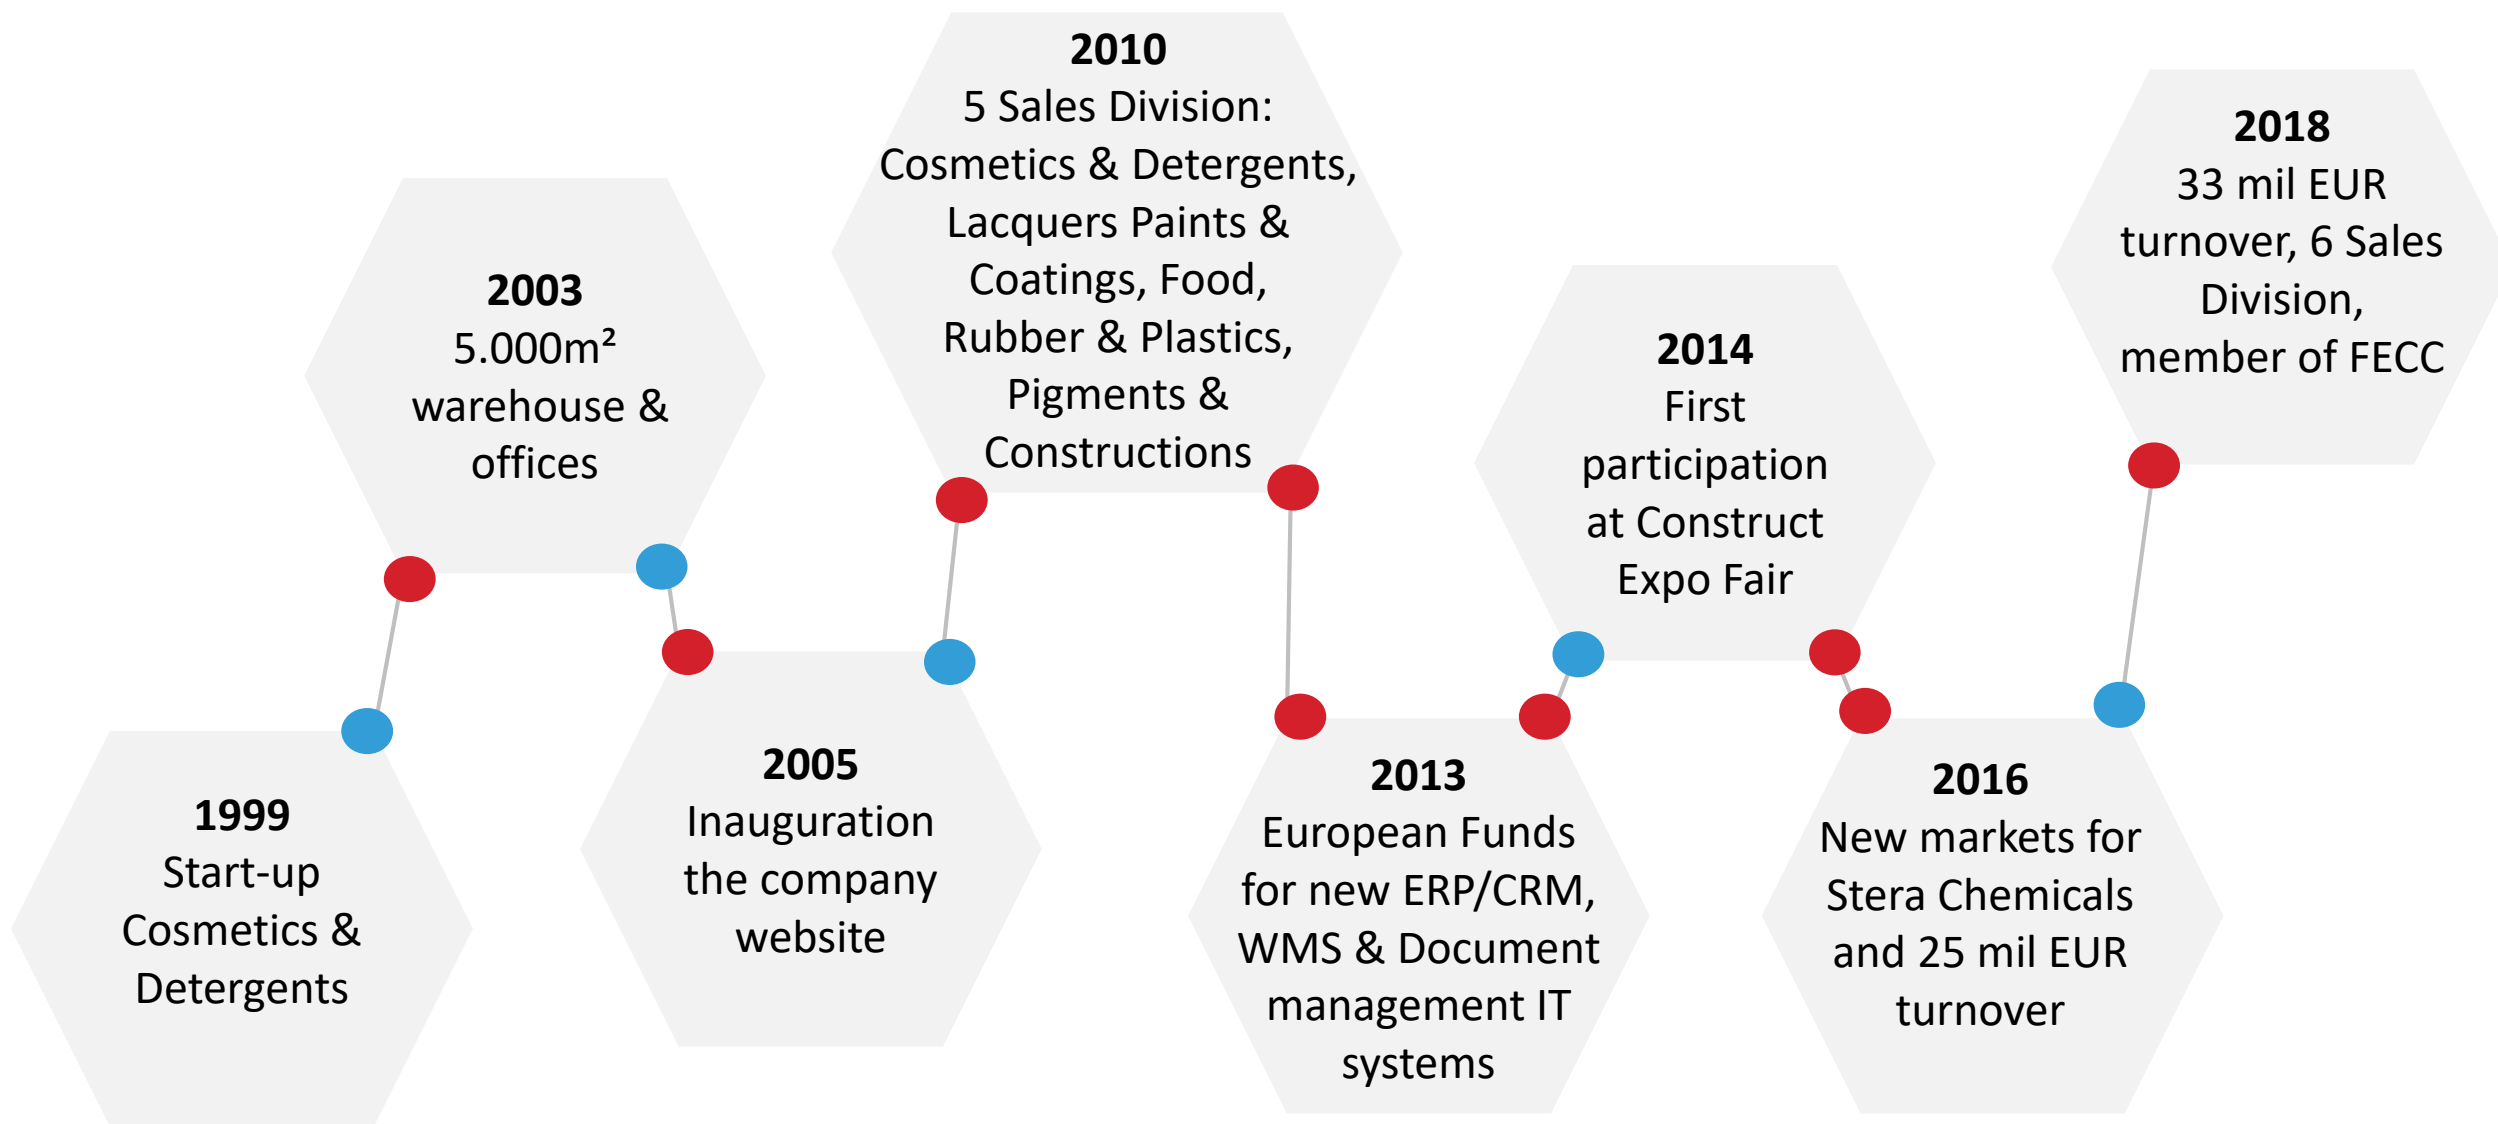 1999
Start-up
Cosmetics &
Detergents
2003
5.000m²
warehouse &
offices
2005
Inauguration
the company
website
2010
5 Sales Division:
Cosmetics & Detergents,
Lacquers Paints &
Coatings, Food,
Rubber & Plastics,
Pigments &
Constructions
2013
European Funds
for new ERP/CRM,
WMS & Document
management IT
systems
2014
First
participation
at Construct
Expo Fair
2016
New markets for
Stera Chemicals
and 25 mil EUR
turnover
2018
33 mil EUR
turnover, 6 Sales
Division,
member of FECC